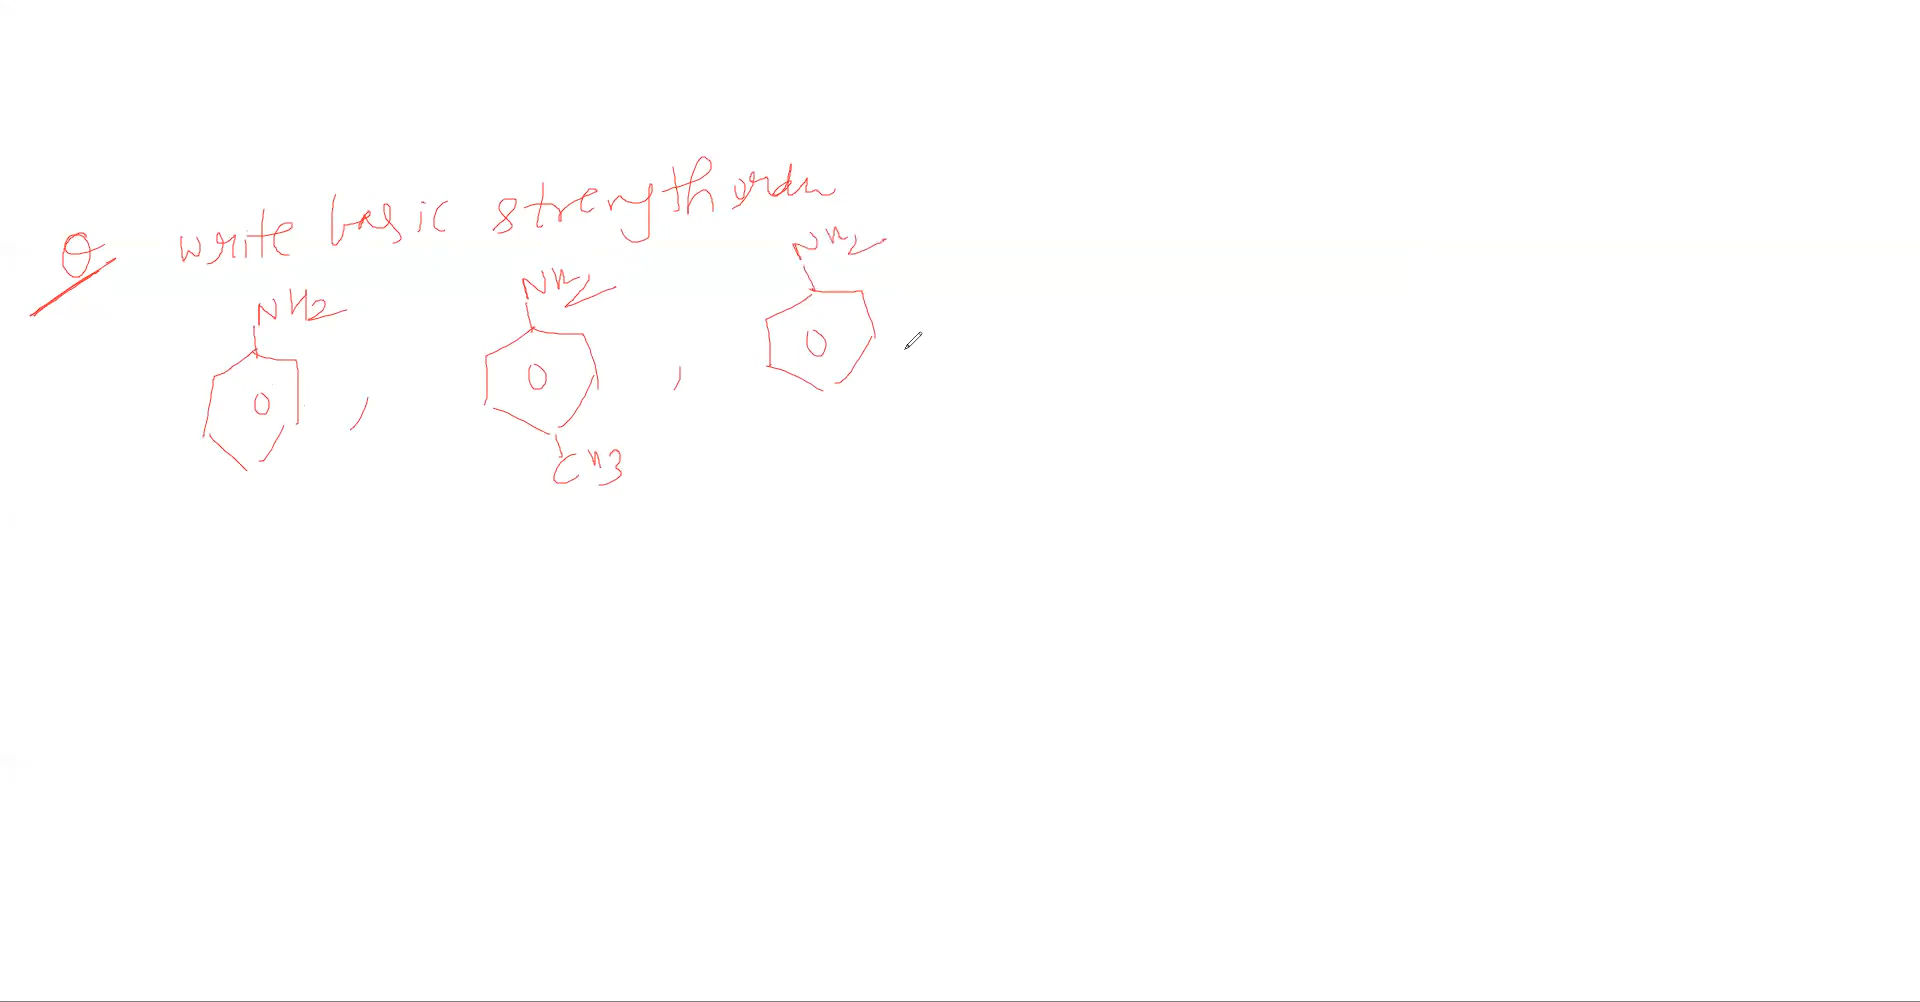 Q write basic strength order
NH2 , NH2 , NH2
CH3